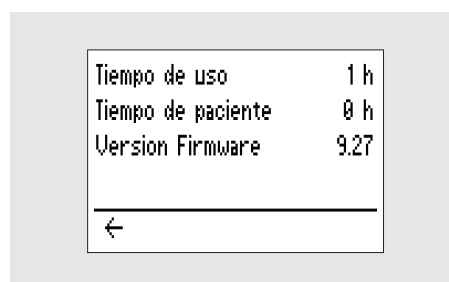 Tiempo de uso 1 h
Tiempo de paciente 0 h
Version Firmware 9.27
←